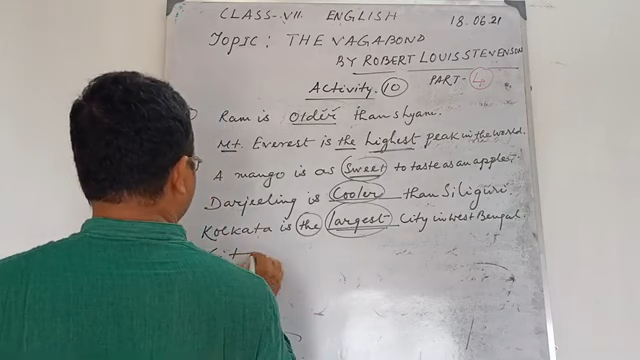 CLASS-VII ENGLISH 18.06.21
Topic: THE VAGABOND
BY ROBERT LOUIS STEVENSON
Activity.10 PART-4
Ram is older than shyam.
Mt. Everest is the highest peak in the world.
A mango is as sweet to taste as an apple.
Darjeeling is Cooler than Siliguri.
Kolkata is the largest City in West Bengal.